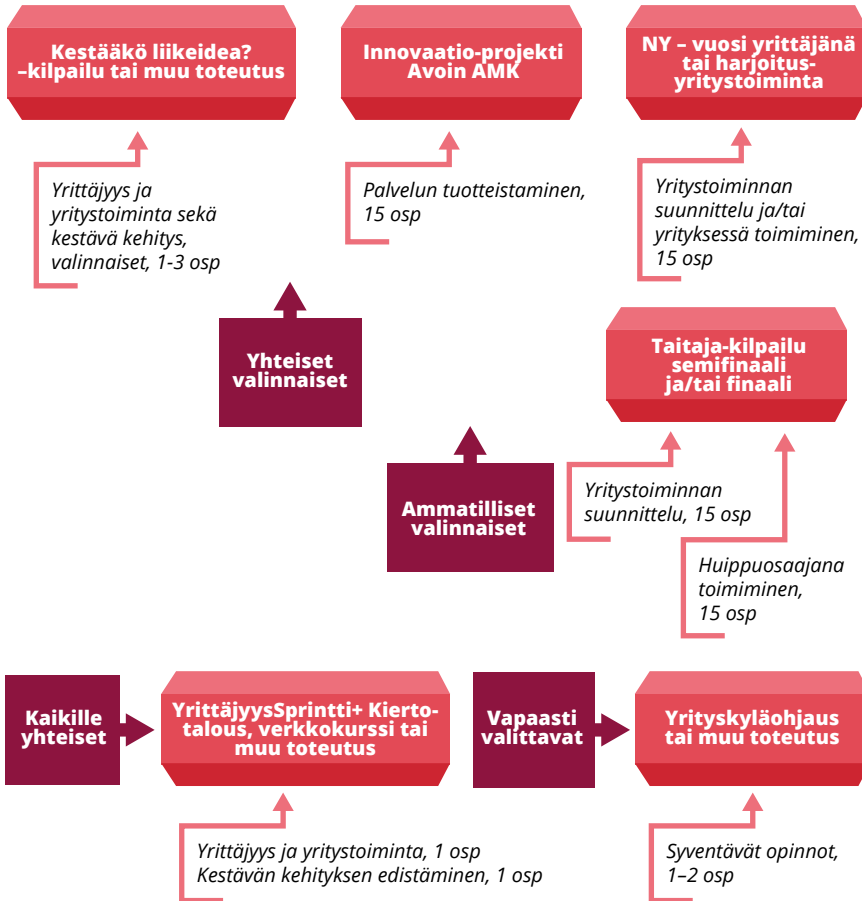 Kestääkö liikeidea?
–kilpailu tai muu toteutus
Innovaatio-projekti
Avoin AMK
NY – vuosi yrittäjänä
tai harjoitus-
yritystoiminta
Yrittäjyys ja
yritystoiminta sekä
kestävä kehitys,
valinnaiset, 1-3 osp
Palvelun tuotteistaminen,
15 osp
Yritystoiminnan
suunnittelu ja/tai
yrityksessä toimiminen,
15 osp
Yhteiset
valinnaiset
Taitaja-kilpailu
semifinaali
ja/tai finaali
Ammatilliset
valinnaiset
Yritystoiminnan
suunnittelu, 15 osp
Huippuosaajana
toimiminen,
15 osp
Kaikille
yhteiset
YrittäjyysSprintti+ Kierto-
talous, verkkokurssi tai
muu toteutus
Vapaasti
valittavat
Yrityskyläohjaus
tai muu toteutus
Yrittäjyys ja yritystoiminta, 1 osp
Kestävän kehityksen edistäminen, 1 osp
Syventävät opinnot,
1–2 osp